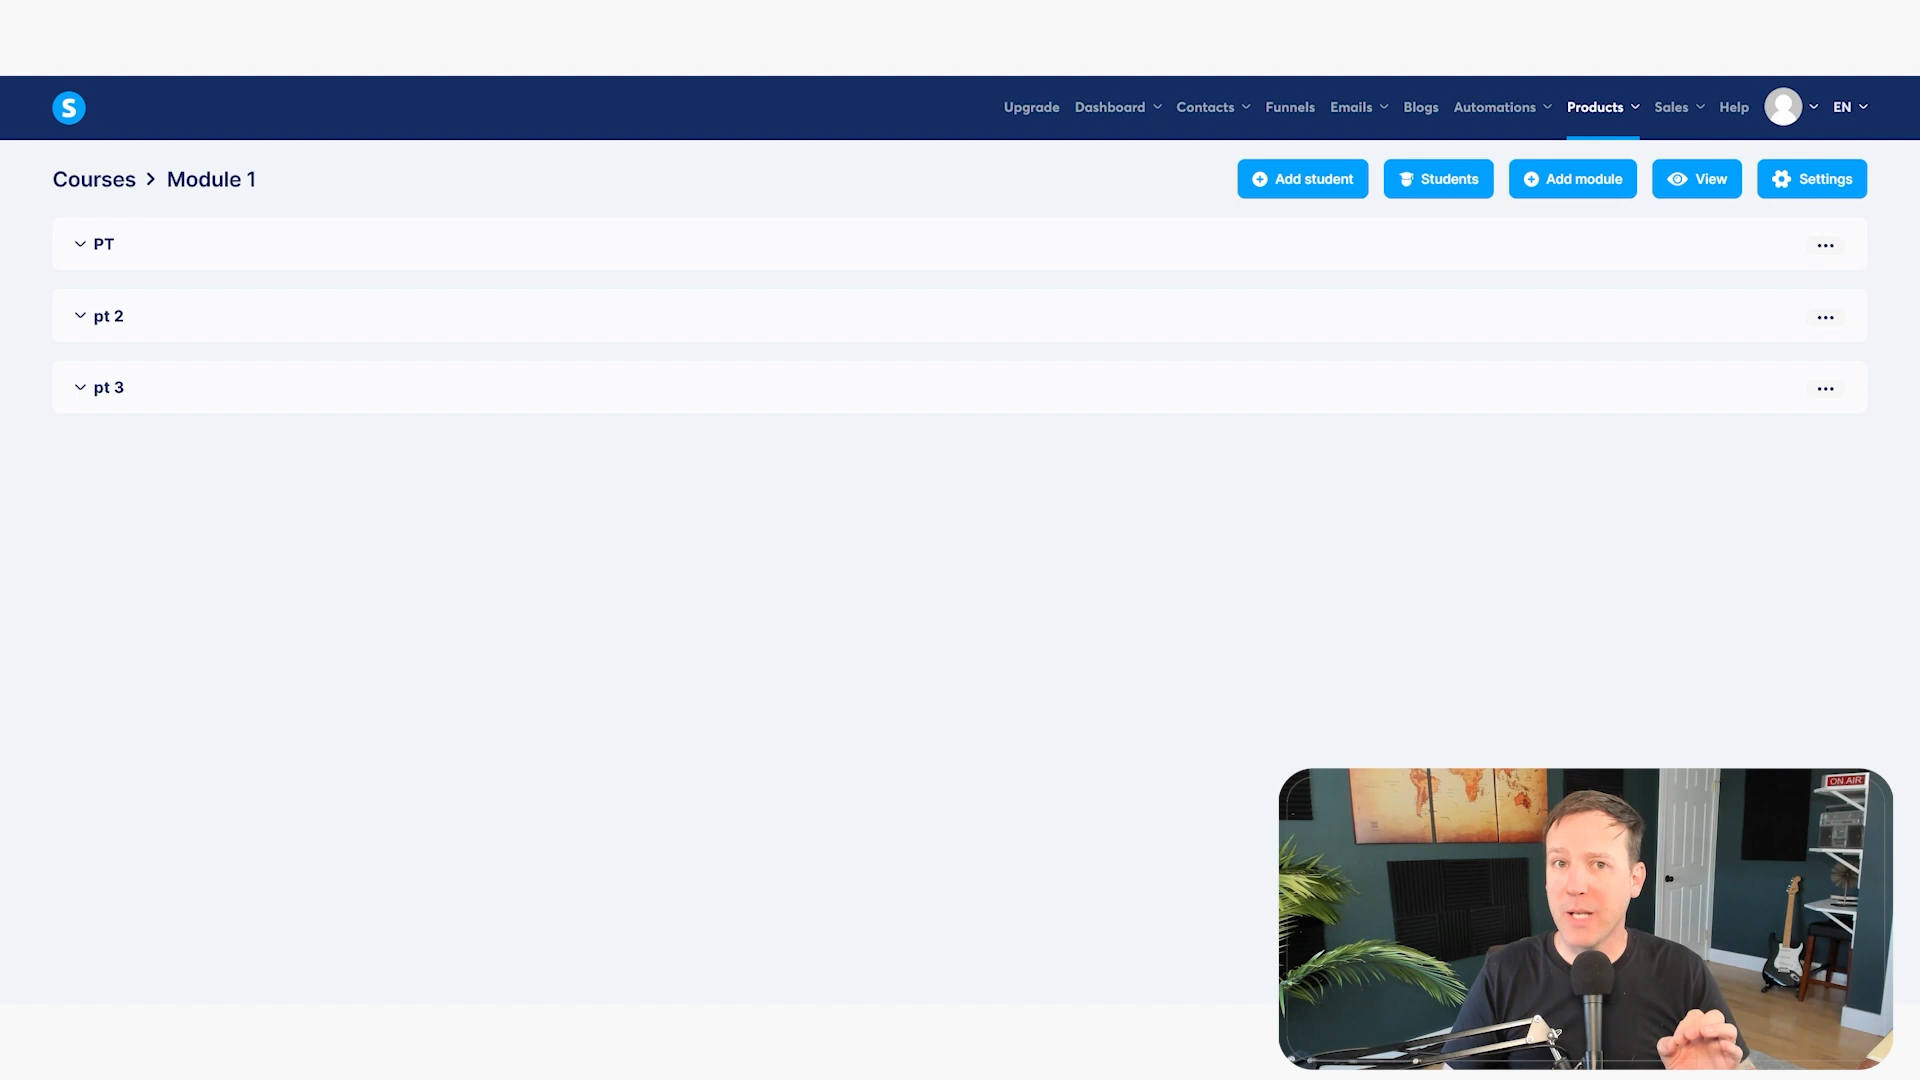 S
Upgrade Dashboard Contacts Funnels Emails Blogs Automations Products Sales Help EN
Courses > Module 1
Add student Students Add module View Settings
PT
pt 2
pt 3
ON AIR